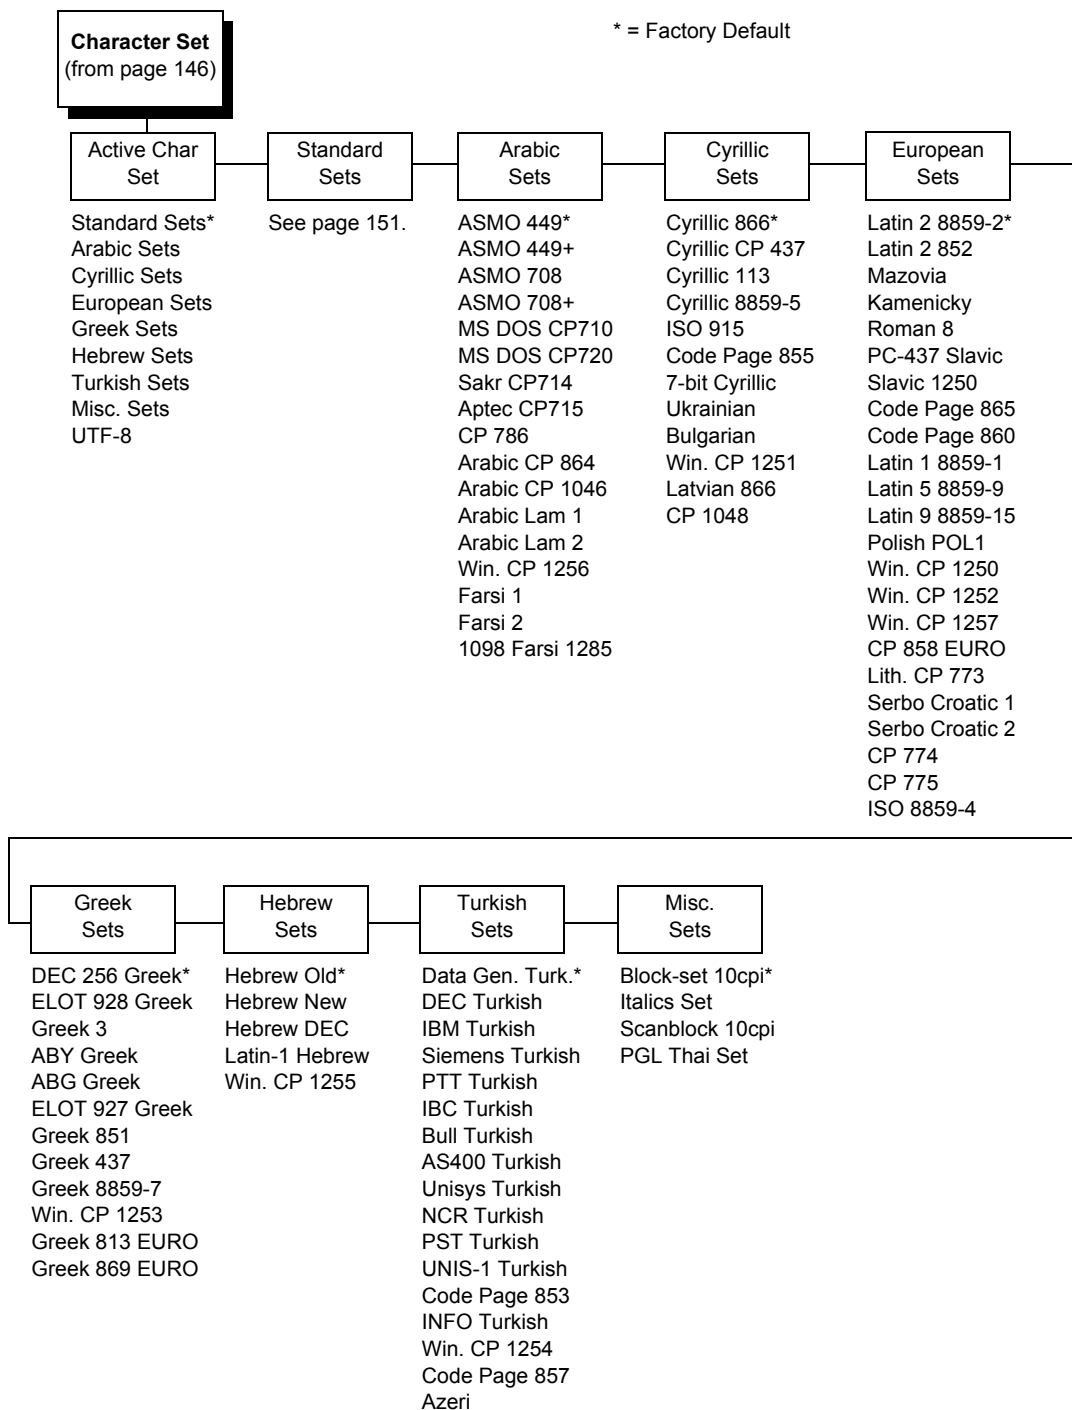 * = Factory Default
Character Set
(from page 146)
Active Char
Set
Standard Sets*
Arabic Sets
Cyrillic Sets
European Sets
Greek Sets
Hebrew Sets
Turkish Sets
Misc. Sets
UTF-8
Standard
Sets
See page 151.
Arabic
Sets
ASMO 449*
ASMO 449+
ASMO 708
ASMO 708+
MS DOS CP710
MS DOS CP720
Sakr CP714
Aptec CP715
CP 786
Arabic CP 864
Arabic CP 1046
Arabic Lam 1
Arabic Lam 2
Win. CP 1256
Farsi 1
Farsi 2
1098 Farsi 1285
Cyrillic
Sets
Cyrillic 866*
Cyrillic CP 437
Cyrillic 113
Cyrillic 8859-5
ISO 915
Code Page 855
7-bit Cyrillic
Ukrainian
Bulgarian
Win. CP 1251
Latvian 866
CP 1048
European
Sets
Latin 2 8859-2*
Latin 2 852
Mazovia
Kamenicky
Roman 8
PC-437 Slavic
Slavic 1250
Code Page 865
Code Page 860
Latin 1 8859-1
Latin 5 8859-9
Latin 9 8859-15
Polish POL1
Win. CP 1250
Win. CP 1252
Win. CP 1257
CP 858 EURO
Lith. CP 773
Serbo Croatic 1
Serbo Croatic 2
CP 774
CP 775
ISO 8859-4
Greek
Sets
DEC 256 Greek*
ELOT 928 Greek
Greek 3
ABY Greek
ABG Greek
ELOT 927 Greek
Greek 851
Greek 437
Greek 8859-7
Win. CP 1253
Greek 813 EURO
Greek 869 EURO
Hebrew
Sets
Hebrew Old*
Hebrew New
Hebrew DEC
Latin-1 Hebrew
Win. CP 1255
Turkish
Sets
Data Gen. Turk.*
DEC Turkish
IBM Turkish
Siemens Turkish
PTT Turkish
IBC Turkish
Bull Turkish
AS400 Turkish
Unisys Turkish
NCR Turkish
PST Turkish
UNIS-1 Turkish
Code Page 853
INFO Turkish
Win. CP 1254
Code Page 857
Azeri
Misc.
Sets
Block-set 10cpi*
Italics Set
Scanblock 10cpi
PGL Thai Set